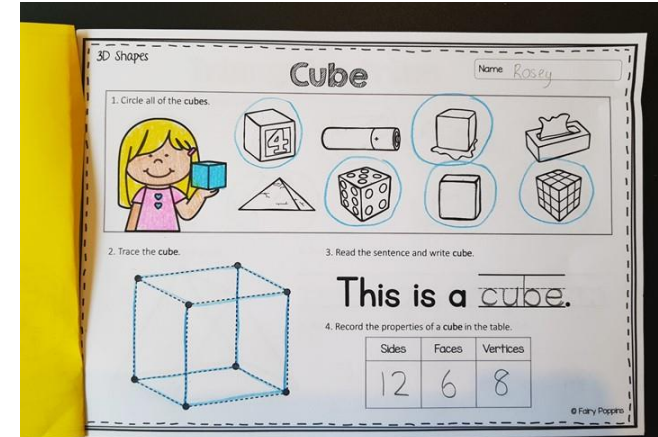 3D Shapes
Cube
Name Rosey
1. Circle all of the cubes.
4
2. Trace the cube.
3. Read the sentence and write cube.
This is a cube.
4. Record the properties of a cube in the table.
Sides Faces Vertices
12 6 8
© Fairy Poppins